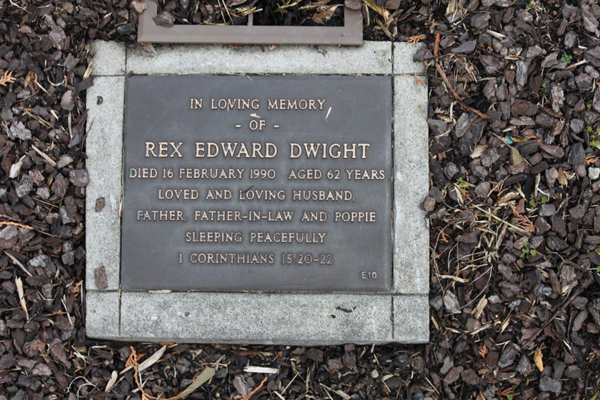 IN LOVING MEMORY
- OF -
REX EDWARD DWIGHT
DIED 16 FEBRUARY 1990 AGED 62 YEARS
LOVED AND LOVING HUSBAND,
FATHER, FATHER-IN-LAW AND POPPIE
SLEEPING PEACEFULLY
1 CORINTHIANS 15:20-22
E16